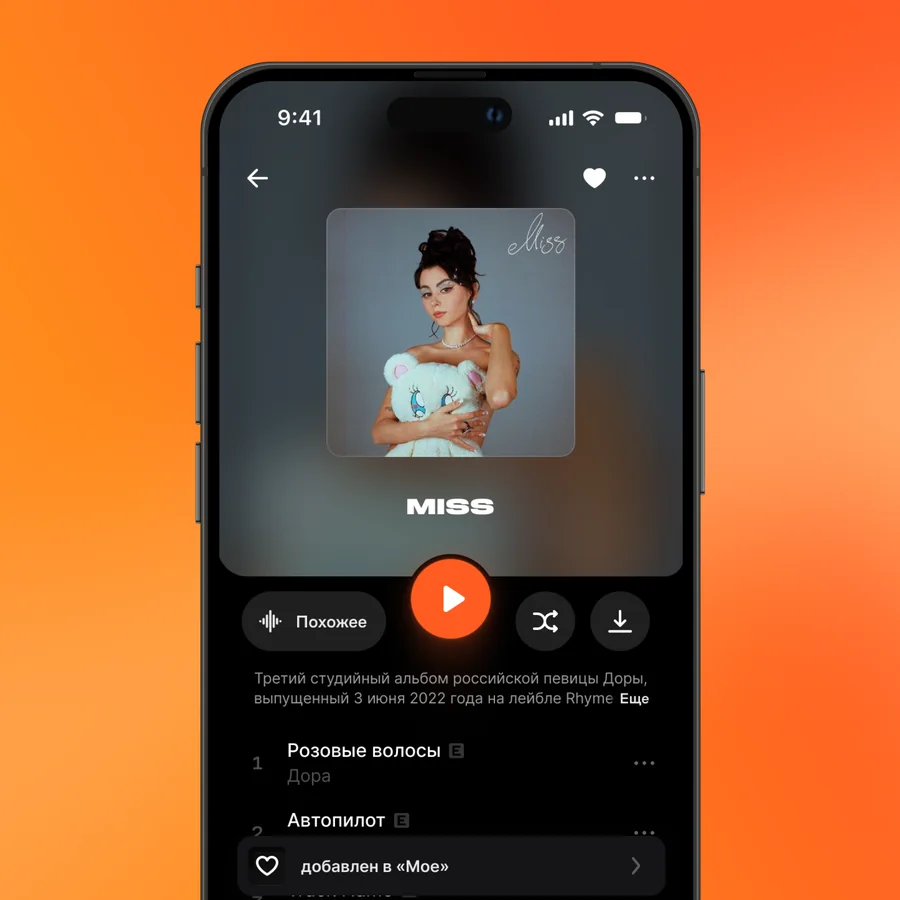 9:41
Miss
MISS
Похожее
Третий студийный альбом российской певицы Доры,
выпущенный 3 июня 2022 года на лейбле Rhyme Еще
1
Розовые волосы E
Дора
2
Автопилот E
добавлен в «Мое»